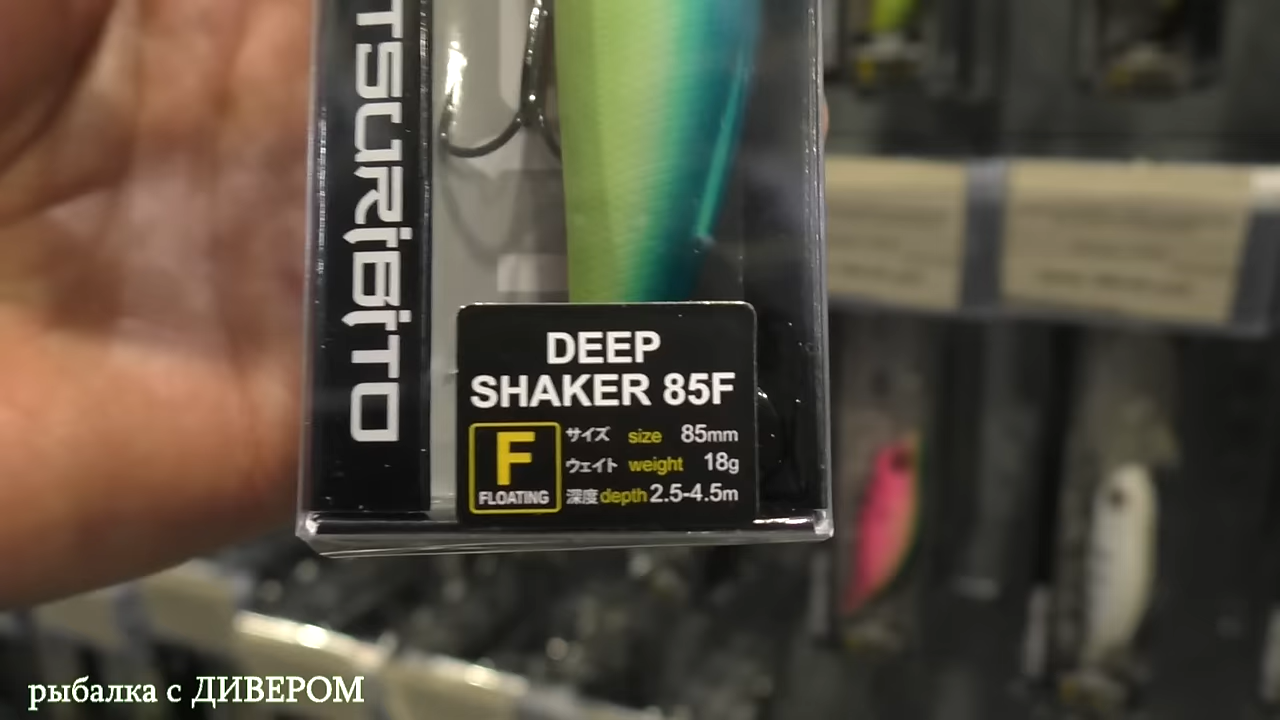 TSURIBITO
DEEP
SHAKER 85F
F
FLOATING
サイズ size 85mm
ウェイト weight 18g
深度 depth 2.5-4.5m
рыбалка с ДИВЕРОМ